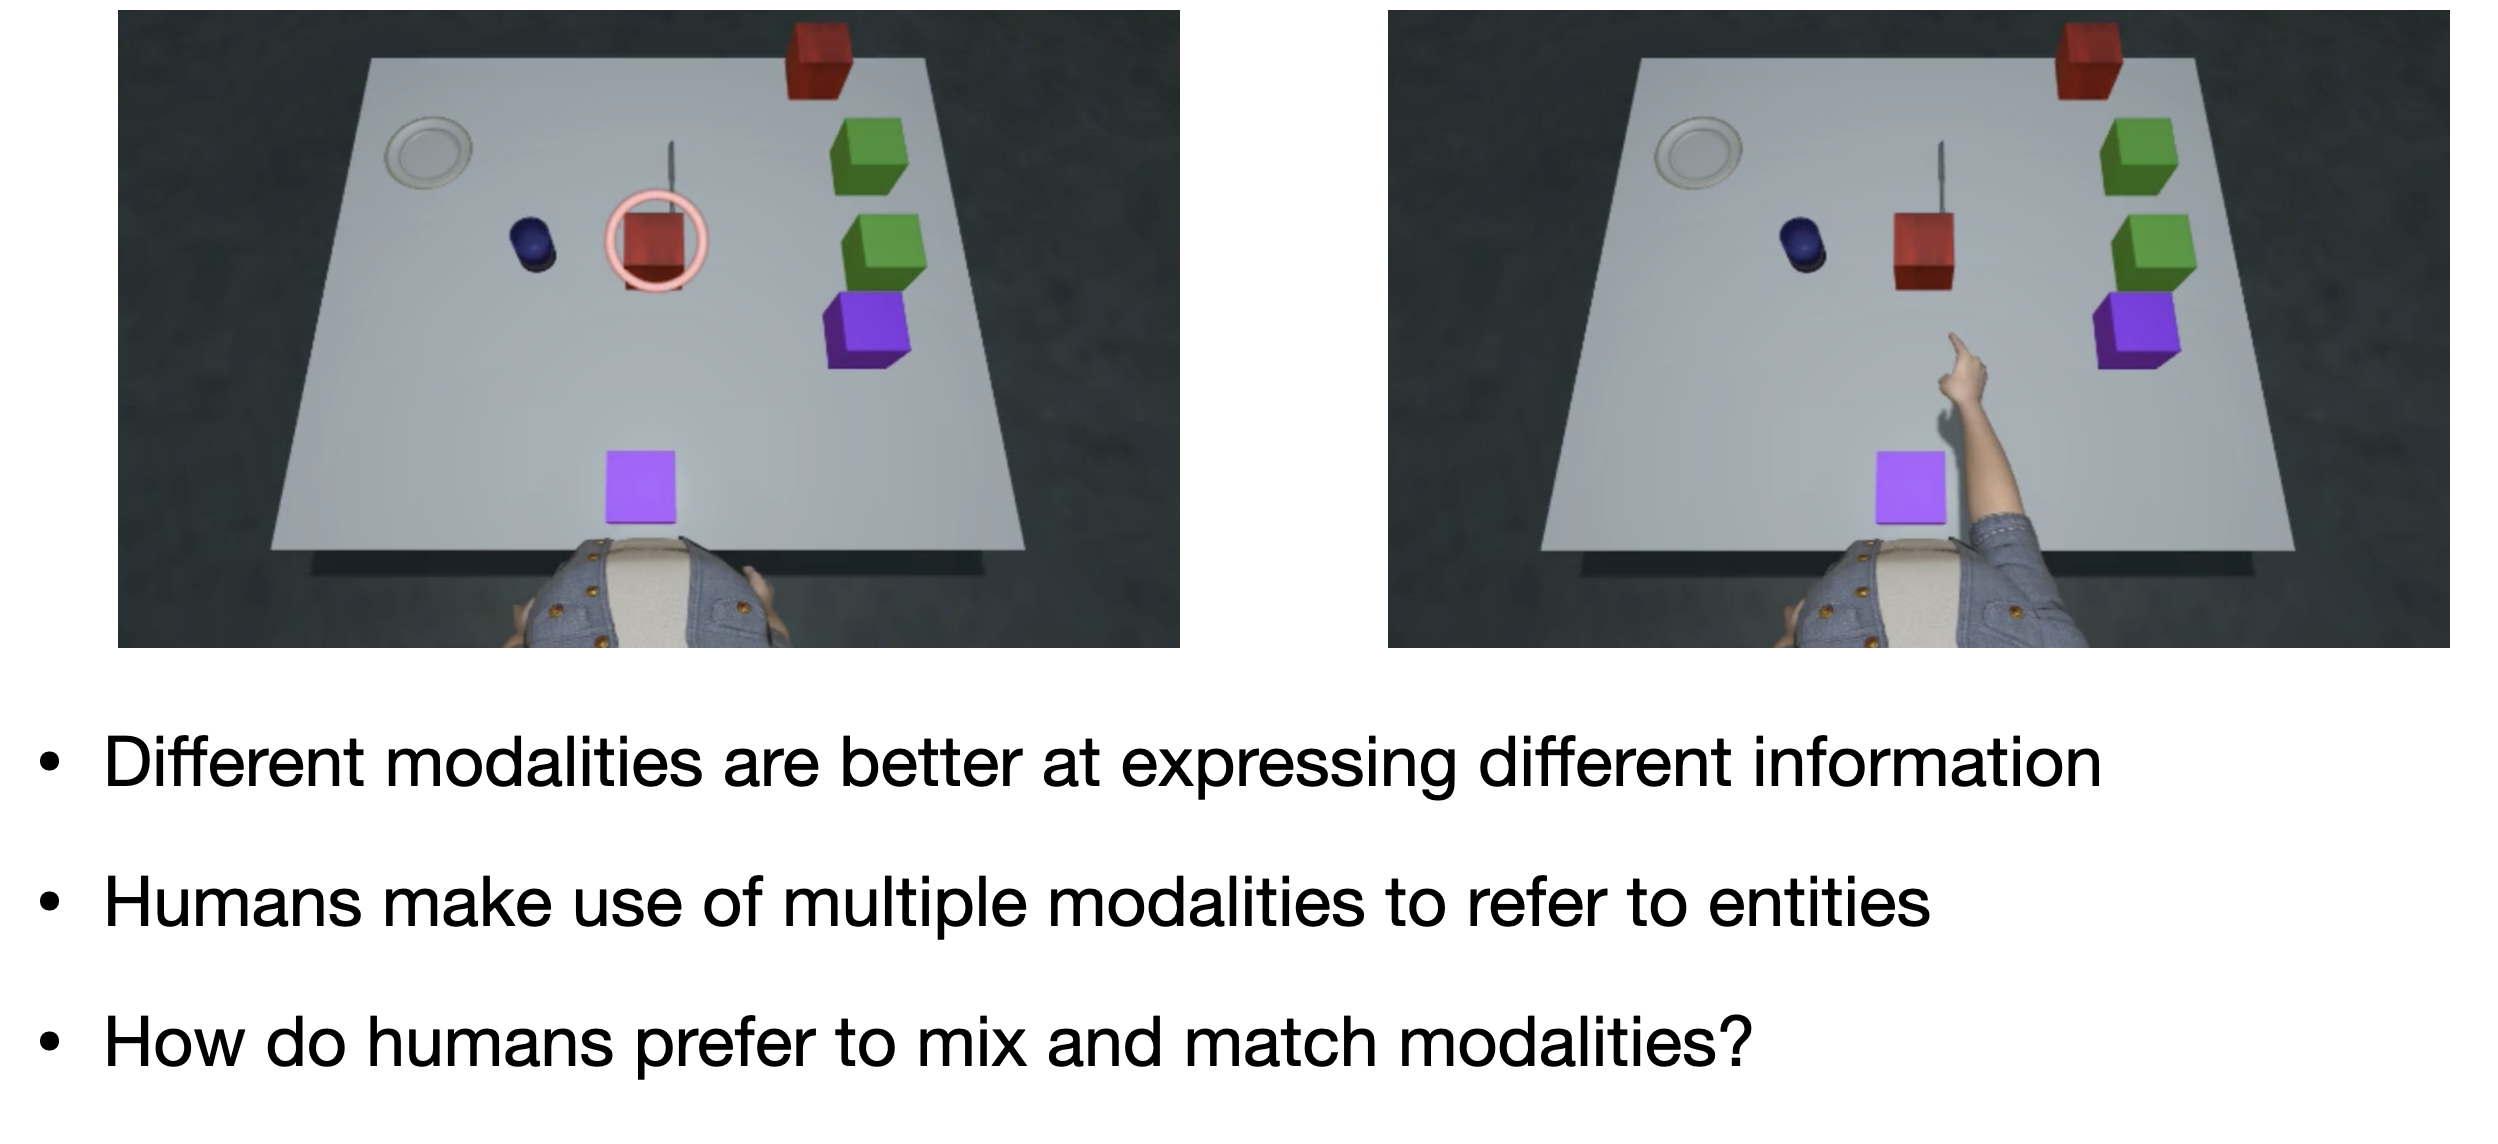 • Different modalities are better at expressing different information
• Humans make use of multiple modalities to refer to entities
• How do humans prefer to mix and match modalities?